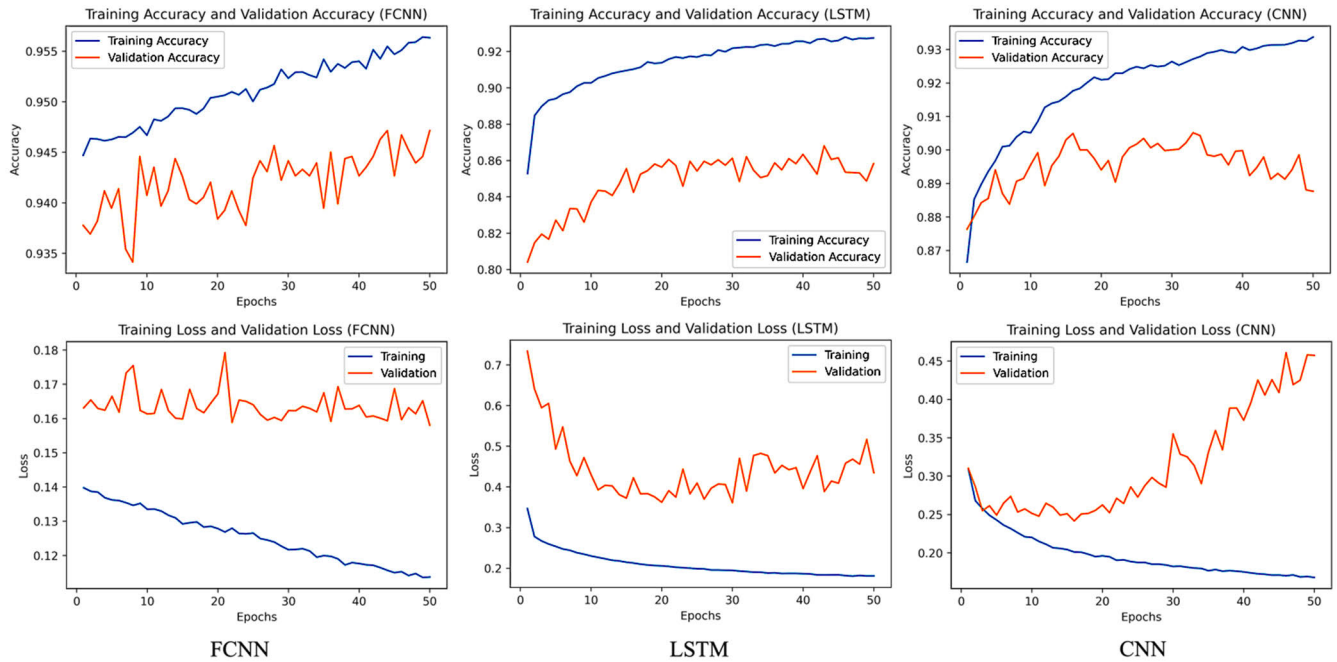 Training Accuracy and Validation Accuracy (FCNN)
Training Accuracy
Validation Accuracy
0.955
0.950
0.945
0.940
0.935
Accuracy
0 10 20 30 40 50
Epochs
Training Accuracy and Validation Accuracy (LSTM)
0.92
0.90
0.88
0.86
0.84
0.82
0.80
Accuracy
Training Accuracy
Validation Accuracy
0 10 20 30 40 50
Epochs
Training Accuracy and Validation Accuracy (CNN)
Training Accuracy
Validation Accuracy
0.93
0.92
0.91
0.90
0.89
0.88
0.87
Accuracy
0 10 20 30 40 50
Epochs
Training Loss and Validation Loss (FCNN)
Training
Validation
0.18
0.17
0.16
0.15
0.14
0.13
0.12
Loss
0 10 20 30 40 50
Epochs
Training Loss and Validation Loss (LSTM)
Training
Validation
0.7
0.6
0.5
0.4
0.3
0.2
Loss
0 10 20 30 40 50
Epochs
Training Loss and Validation Loss (CNN)
Training
Validation
0.45
0.40
0.35
0.30
0.25
0.20
Loss
0 10 20 30 40 50
Epochs
FCNN
LSTM
CNN